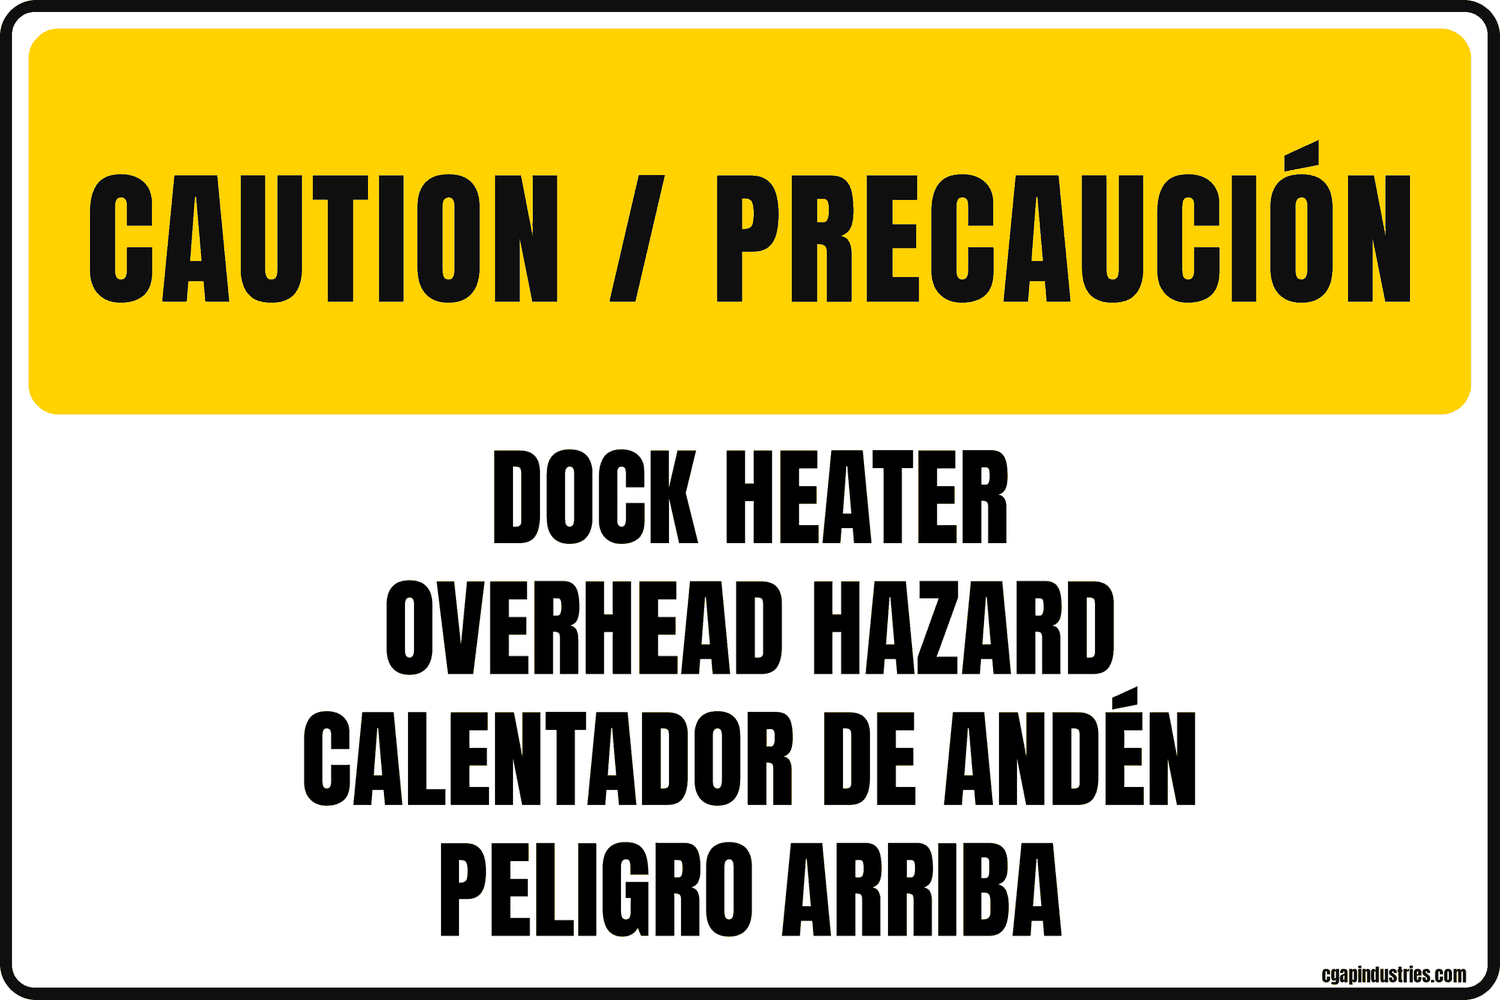 CAUTION / PRECAUCIÓN
DOCK HEATER
OVERHEAD HAZARD
CALENTADOR DE ANDÉN
PELIGRO ARRIBA
cgapindustries.com